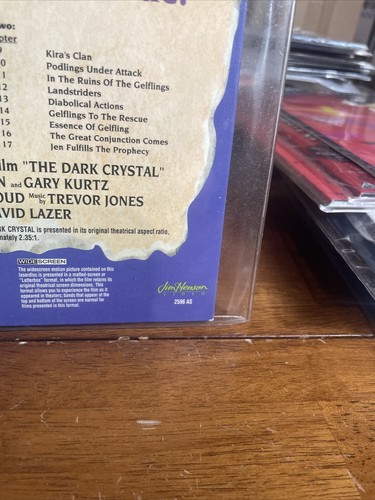 wo:
pter
9 Kira's Clan
0 Podlings Under Attack
1 In The Ruins Of The Gelflings
12 Landstriders
13 Diabolical Actions
14 Gelflings To The Rescue
15 Essence Of Gelfling
16 The Great Conjunction Comes
17 Jen Fulfills The Prophecy
lm "THE DARK CRYSTAL"
N and GARY KURTZ
OUD Music by TREVOR JONES
AVID LAZER
RK CRYSTAL is presented in its original theatrical aspect ratio,
mately 2.35:1.
WIDESCREEN
The widescreen motion picture contained on this
laserdisc is presented in a matted-screen or
"Letterbox" format, in which the film retains its
original theatrical screen dimensions. This
format allows you to experience the film as it
appeared in theaters; bands that appear at the
top and bottom of the screen are normal for
films presented in this format.
Jim Henson
VIDEO
2596 AS